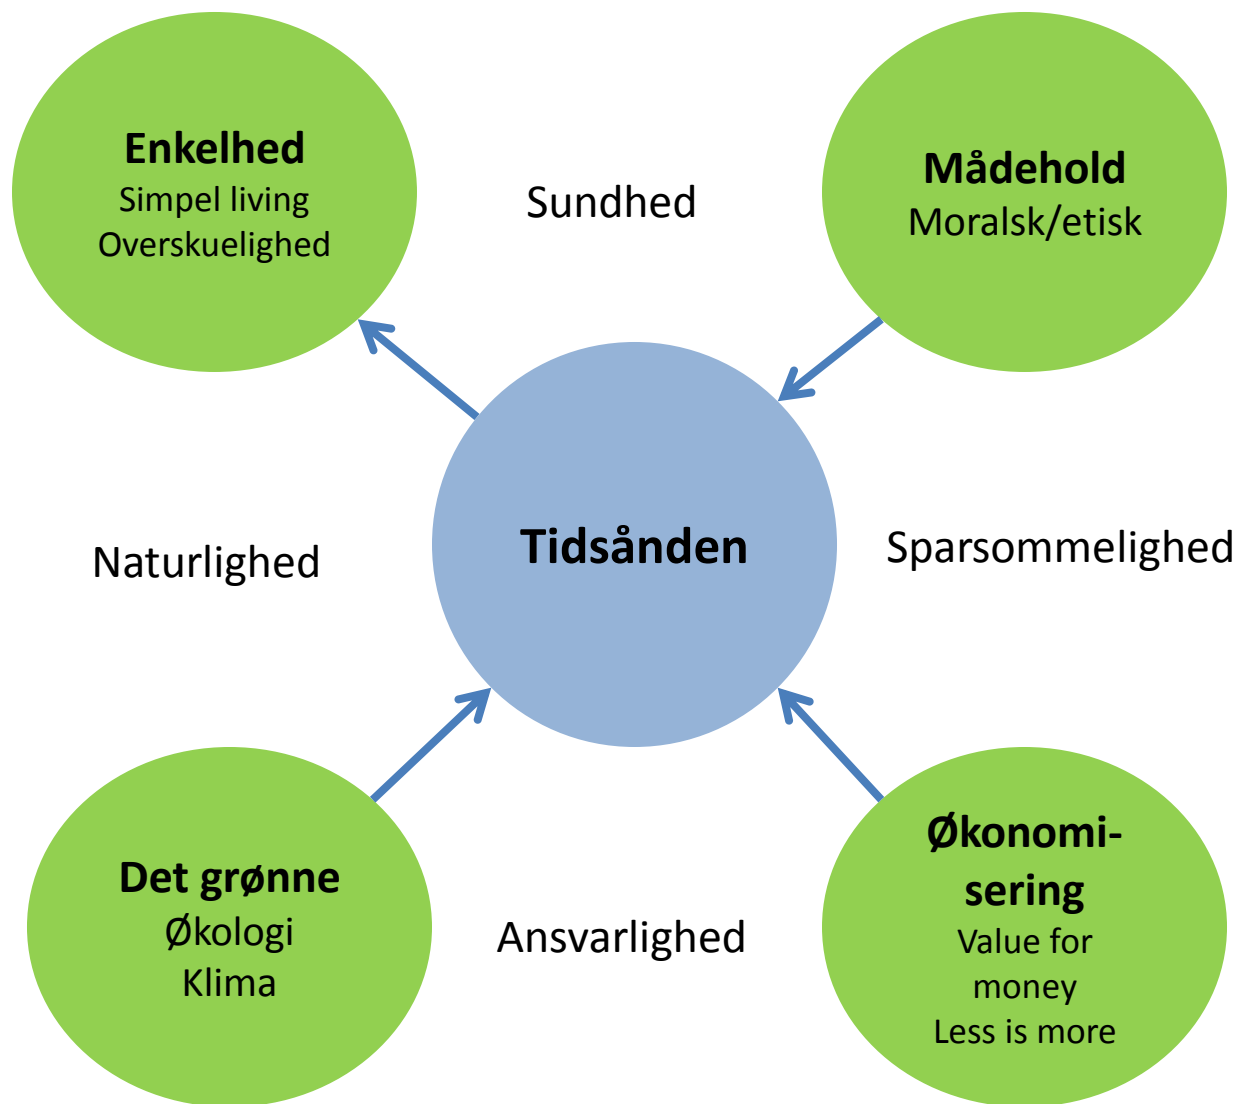 Enkelhed
Simpel living
Overskuelighed
Sundhed
Mådehold
Moralsk/etisk
Naturlighed
Tidsånden
Sparsommelighed
Det grønne
Økologi
Klima
Ansvarlighed
Økonomi-
sering
Value for
money
Less is more